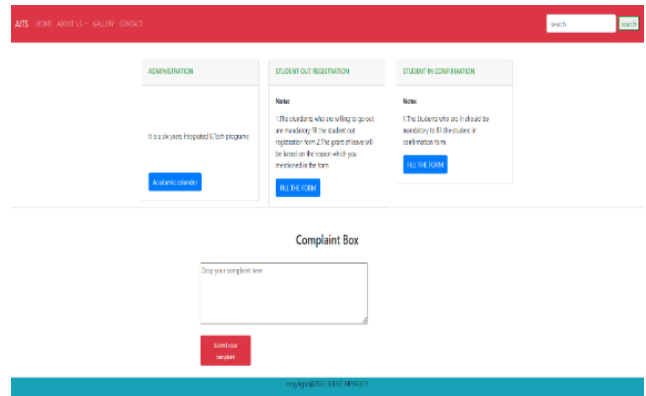 AITS HOME ABOUT US GALLERY CONTACT
search search
ADMINISTRATION
It is a six years integrated B.Tech programe
Academic calander
STUDENT OUT REGISTRATION
Note:
1.The sturdents who are willing to go out
are mandatory fill the student out
registration form 2.The grant of leave will
be based on the reason which you
mentioned in the form
FILL THE FORM
STUDENT IN CONFIRMATION
Note:
1.The Students who are in should be
mandatory to fill the student in
confirmation form
FILL THE FORM
Complaint Box
Drop your complaint here
Submit your
complaint